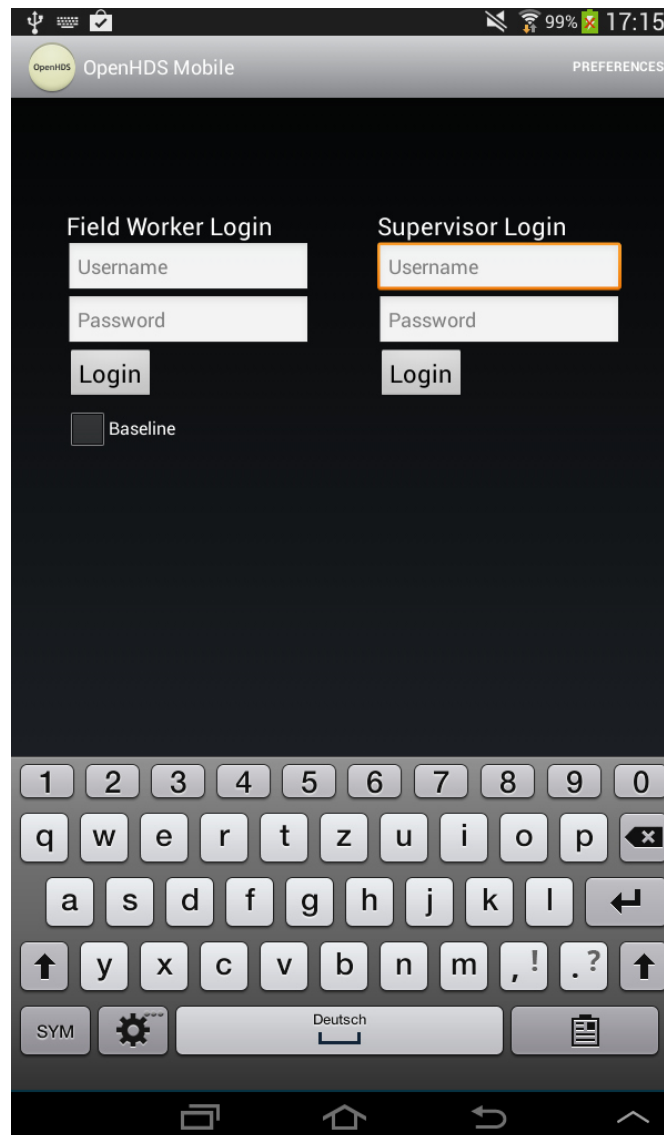 99% 17:15
OpenHDS OpenHDS Mobile PREFERENCES
Field Worker Login
Username
Password
Login
Baseline
Supervisor Login
Username
Password
Login
1 2 3 4 5 6 7 8 9 0
q w e r t z u i o p
a s d f g h j k l
y x c v b n m , ! . ?
SYM Deutsch